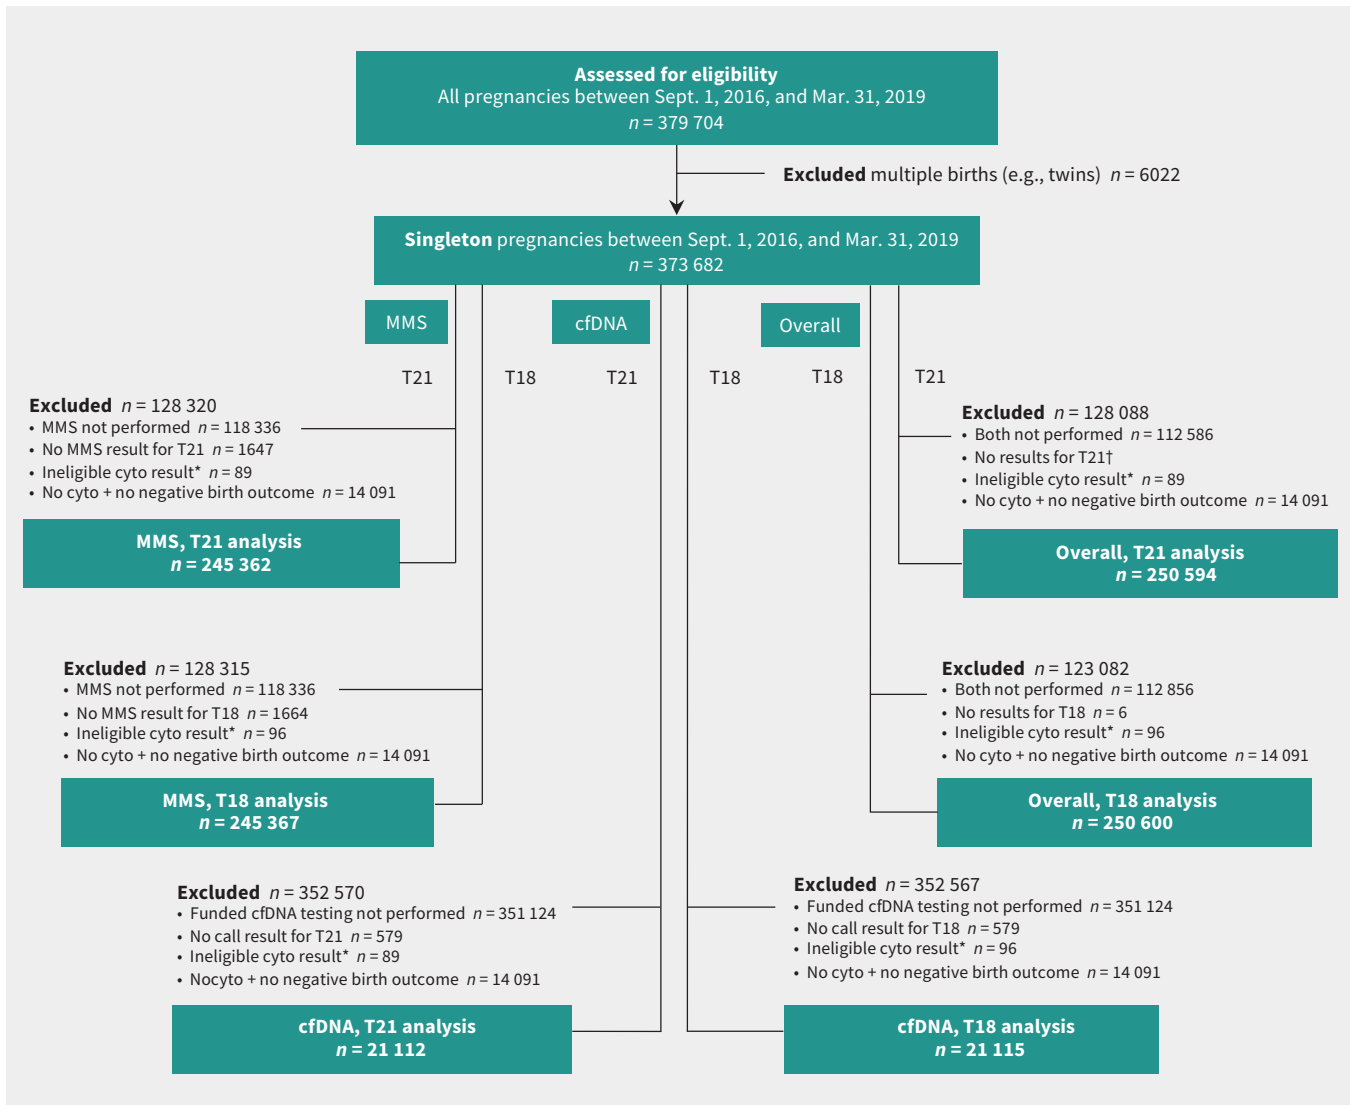 Assessed for eligibility
All pregnancies between Sept. 1, 2016, and Mar. 31, 2019
n = 379 704
Excluded multiple births (e.g., twins) n = 6022
Singleton pregnancies between Sept. 1, 2016, and Mar. 31, 2019
n = 373 682
MMS
cfDNA
Overall
T21
T18
T21
T18
T18
T21
Excluded n = 128 320
• MMS not performed n = 118 336
• No MMS result for T21 n = 1647
• Ineligible cyto result* n = 89
• No cyto + no negative birth outcome n = 14 091
MMS, T21 analysis
n = 245 362
Excluded n = 128 088
• Both not performed n = 112 586
• No results for T21†
• Ineligible cyto result* n = 89
• No cyto + no negative birth outcome n = 14 091
Overall, T21 analysis
n = 250 594
Excluded n = 128 315
• MMS not performed n = 118 336
• No MMS result for T18 n = 1664
• Ineligible cyto result* n = 96
• No cyto + no negative birth outcome n = 14 091
MMS, T18 analysis
n = 245 367
Excluded n = 123 082
• Both not performed n = 112 856
• No results for T18 n = 6
• Ineligible cyto result* n = 96
• No cyto + no negative birth outcome n = 14 091
Overall, T18 analysis
n = 250 600
Excluded n = 352 570
• Funded cfDNA testing not performed n = 351 124
• No call result for T21 n = 579
• Ineligible cyto result* n = 89
• Nocyto + no negative birth outcome n = 14 091
cfDNA, T21 analysis
n = 21 112
Excluded n = 352 567
• Funded cfDNA testing not performed n = 351 124
• No call result for T18 n = 579
• Ineligible cyto result* n = 96
• No cyto + no negative birth outcome n = 14 091
cfDNA, T18 analysis
n = 21 115